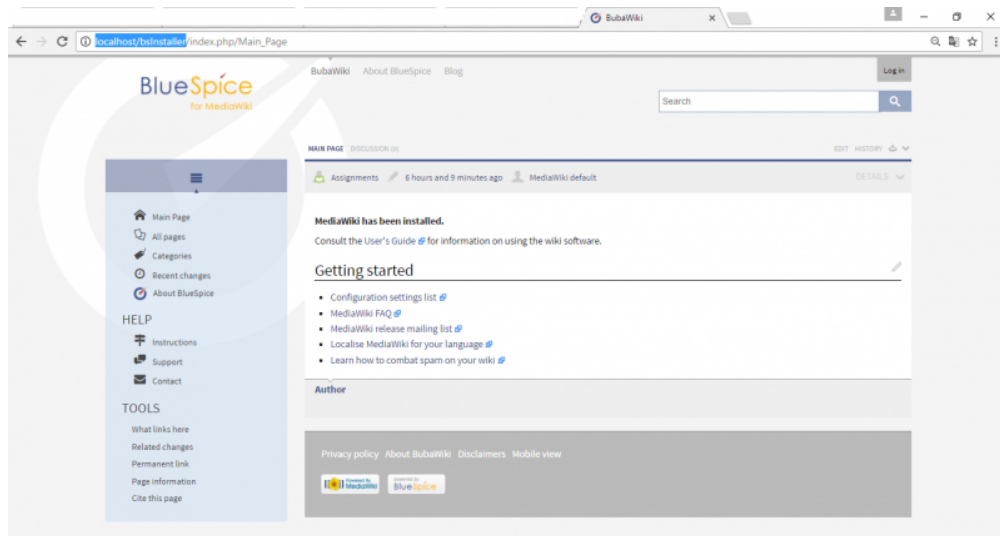 BubaWiki
localhost/bsInstaller/index.php/Main_Page
BlueSpice
for MediaWiki
BubaWiki About BlueSpice Blog
Log in
Search
MAIN PAGE DISCUSSION (0)
EDIT HISTORY
Assignments 6 hours and 9 minutes ago MediaWiki default
DETAILS
Main Page
All pages
Categories
Recent changes
About BlueSpice
HELP
Instructions
Support
Contact
TOOLS
What links here
Related changes
Permanent link
Page information
Cite this page
MediaWiki has been installed.
Consult the User's Guide for information on using the wiki software.
Getting started
Configuration settings list
MediaWiki FAQ
MediaWiki release mailing list
Localise MediaWiki for your language
Learn how to combat spam on your wiki
Author
Privacy policy About BubaWiki Disclaimers Mobile view
Powered By
MediaWiki
powered by
BlueSpice